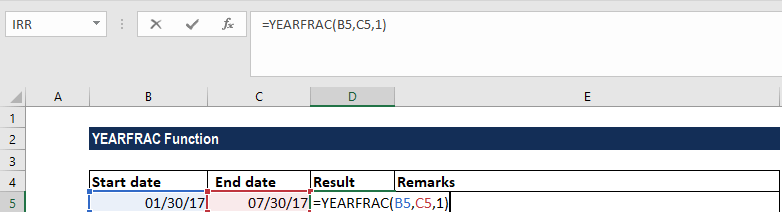 IRR fx =YEARFRAC(B5,C5,1)
A B C D E
1
2 YEARFRAC Function
3
4 Start date End date Result Remarks
5 01/30/17 07/30/17 =YEARFRAC(B5,C5,1)